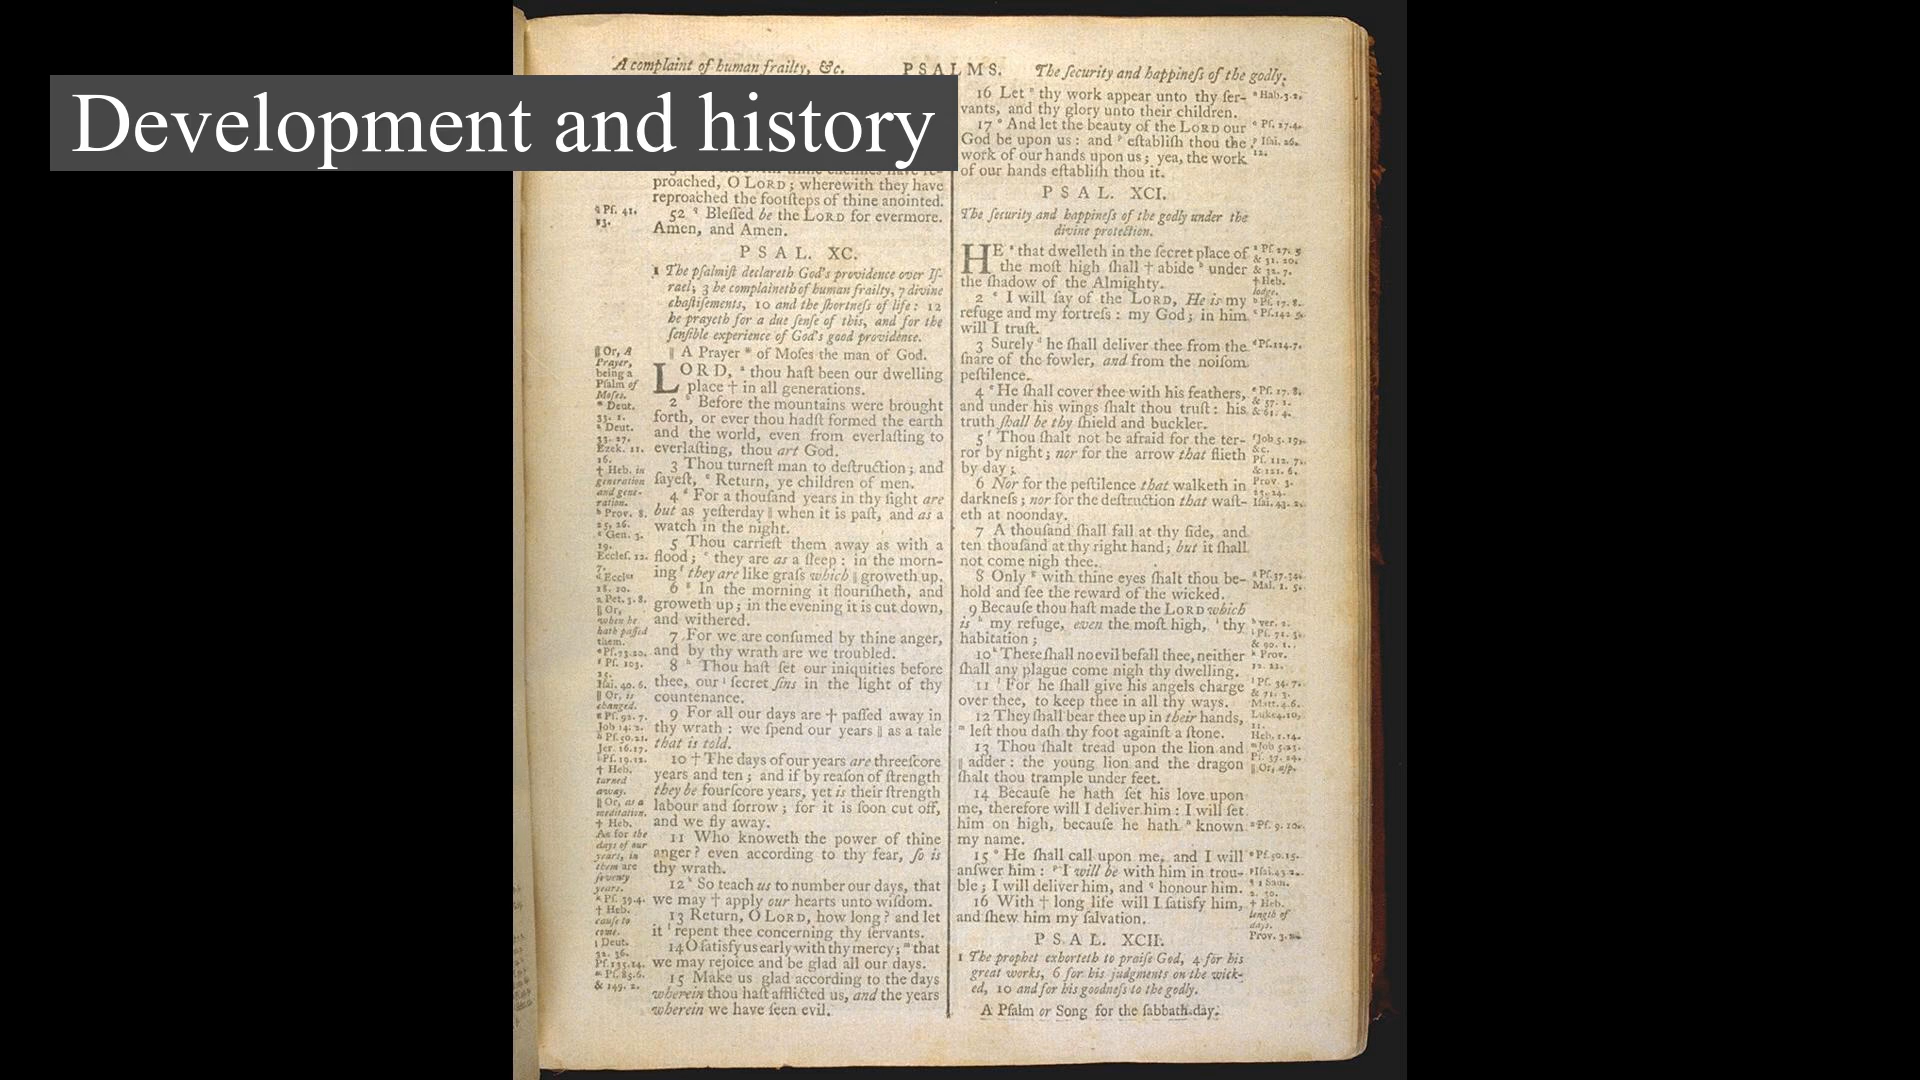 Development and history
A complaint of human frailty, &c.
PSALMS.
The ſecurity and happineſs of the godly.
proached, O LORD; wherewith they have
reproached the footſteps of thine anointed.
52 q Bleſſed be the LORD for evermore.
Amen, and Amen.
PSAL. XC.
1 The pſalmiſt declareth God's providence over Iſ-
rael; 3 he complaineth of human frailty, 7 divine
chaſtiſements, 10 and the ſhortneſs of life: 12
he prayeth for a due ſenſe of this, and for the
ſenſible experience of God's good providence.
‖ A Prayer * of Moſes the man of God.
LORD, a thou haſt been our dwelling
place † in all generations.
2 b Before the mountains were brought
forth, or ever thou hadſt formed the earth
and the world, even from everlaſting to
everlaſting, thou art God.
3 Thou turneſt man to deſtruction; and
ſayeſt, c Return, ye children of men.
4 d For a thouſand years in thy ſight are
but as yeſterday ‖ when it is paſt, and as a
watch in the night.
5 Thou carrieſt them away as with a
flood; e they are as a ſleep: in the morn-
ing f they are like graſs which ‖ groweth up.
6 g In the morning it flouriſheth, and
groweth up; in the evening it is cut down,
and withered.
7 For we are conſumed by thine anger,
and by thy wrath are we troubled.
8 h Thou haſt ſet our iniquities before
thee, our i ſecret ſins in the light of thy
countenance.
9 For all our days are † paſſed away in
thy wrath: we ſpend our years ‖ as a tale
that is told.
10 † The days of our years are threeſcore
years and ten; and if by reaſon of ſtrength
they be fourſcore years, yet is their ſtrength
labour and ſorrow; for it is ſoon cut off,
and we fly away.
11 Who knoweth the power of thine
anger? even according to thy fear, ſo is
thy wrath.
12 k So teach us to number our days, that
we may † apply our hearts unto wiſdom.
13 Return, O LORD, how long? and let
it l repent thee concerning thy ſervants.
14 O ſatisfy us early with thy mercy; m that
we may rejoice and be glad all our days.
15 Make us glad according to the days
wherein thou haſt afflicted us, and the years
wherein we have ſeen evil.
16 Let n thy work appear unto thy ſer-
vants, and thy glory unto their children.
17 o And let the beauty of the LORD our
God be upon us: and p eſtabliſh thou the
work of our hands upon us; yea, the work
of our hands eſtabliſh thou it.
PSAL. XCI.
The ſecurity and happineſs of the godly under the
divine protection.
HE a that dwelleth in the ſecret place of
the moſt high ſhall † abide b under
the ſhadow of the Almighty.
2 c I will ſay of the LORD, He is my
refuge and my fortreſs: my God; in him
will I truſt.
3 Surely d he ſhall deliver thee from the
ſnare of the fowler, and from the noiſom
peſtilence.
4 e He ſhall cover thee with his feathers,
and under his wings ſhalt thou truſt: his
truth ſhall be thy ſhield and buckler.
5 f Thou ſhalt not be afraid for the ter-
ror by night; nor for the arrow that flieth
by day;
6 Nor for the peſtilence that walketh in
darkneſs; nor for the deſtruction that waſt-
eth at noonday.
7 A thouſand ſhall fall at thy ſide, and
ten thouſand at thy right hand; but it ſhall
not come nigh thee.
8 Only g with thine eyes ſhalt thou be-
hold and ſee the reward of the wicked.
9 Becauſe thou haſt made the LORD which
is h my refuge, even the moſt high, i thy
habitation;
10 k There ſhall no evil befall thee, neither
ſhall any plague come nigh thy dwelling.
11 l For he ſhall give his angels charge
over thee, to keep thee in all thy ways.
12 They ſhall bear thee up in their hands,
m leſt thou daſh thy foot againſt a ſtone.
13 Thou ſhalt tread upon the lion and
‖ adder: the young lion and the dragon
ſhalt thou trample under feet.
14 Becauſe he hath ſet his love upon
me, therefore will I deliver him: I will ſet
him on high, becauſe he hath n known
my name.
15 o He ſhall call upon me, and I will
anſwer him: p I will be with him in trou-
ble; I will deliver him, and q honour him.
16 With † long life will I ſatisfy him,
and ſhew him my ſalvation.
PSAL. XCII.
1 The prophet exhorteth to praiſe God, 4 for his
great works, 6 for his judgments on the wick-
ed, 10 and for his goodneſs to the godly.
A Pſalm or Song for the ſabbath-day.